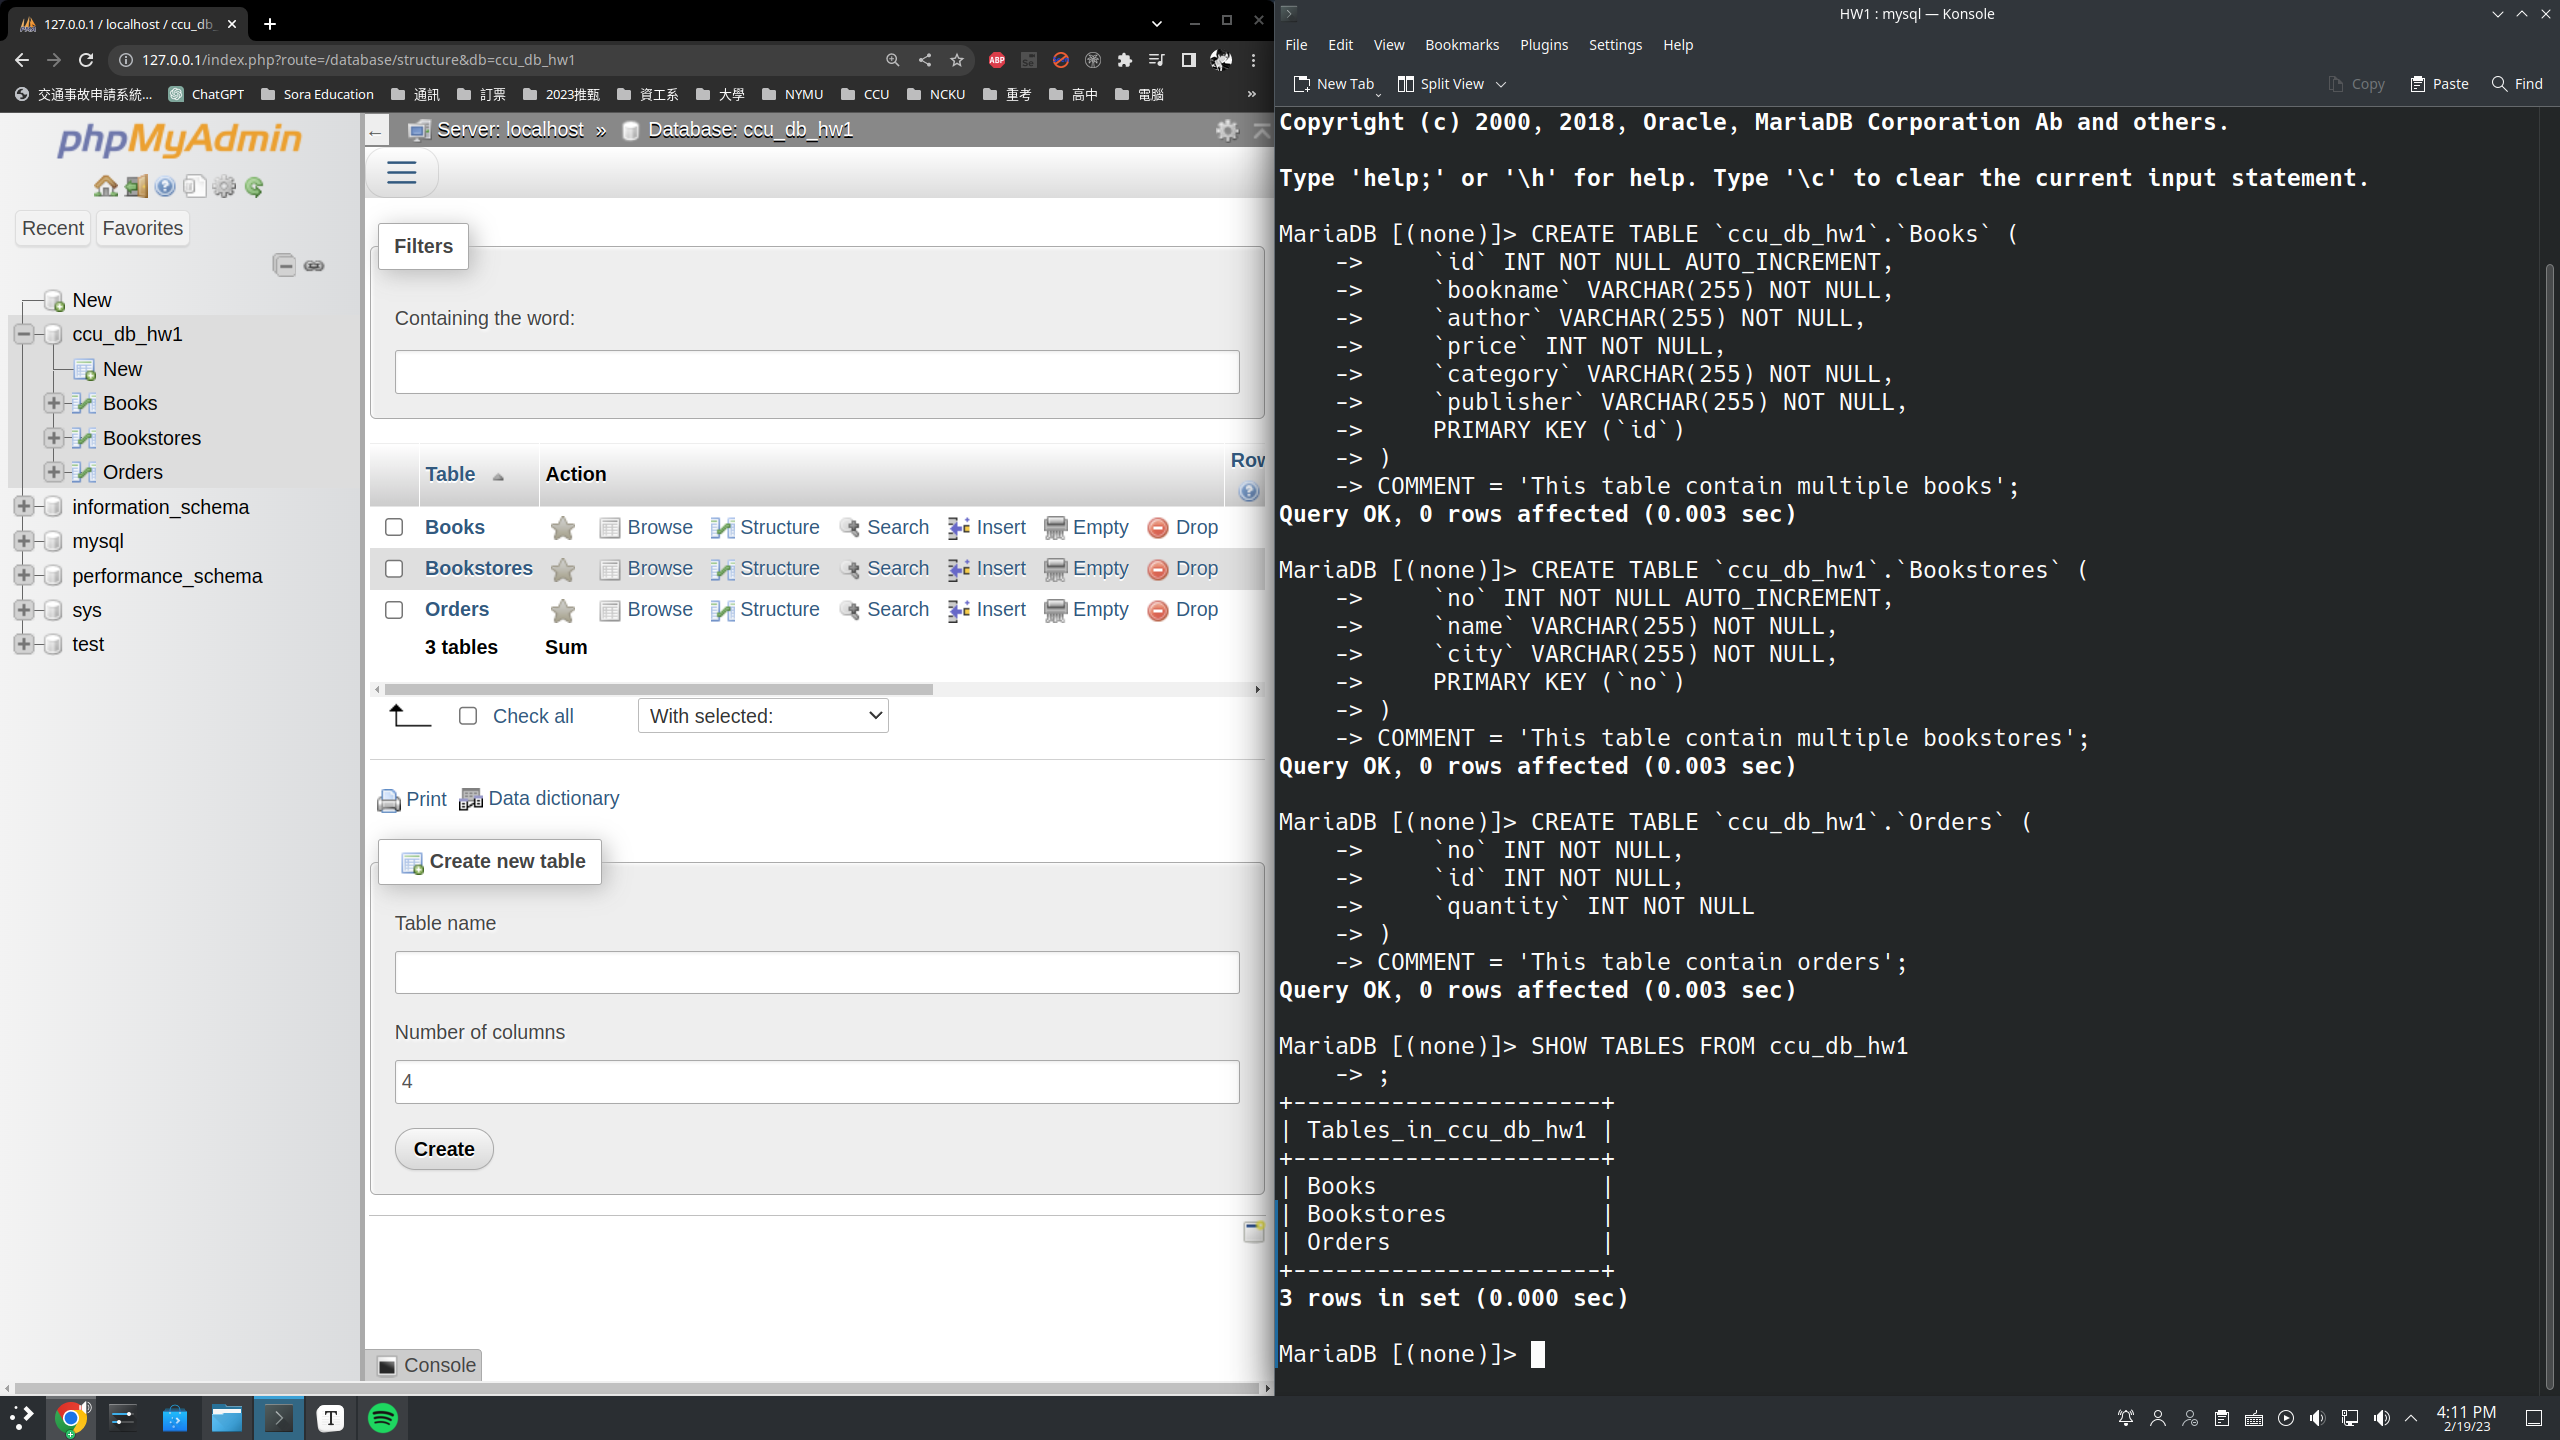 127.0.0.1 / localhost / ccu_db_
127.0.0.1/index.php?route=/database/structure&db=ccu_db_hw1
交通事故申請系統...
ChatGPT
Sora Education
通訊
訂票
2023推甄
資工系
大學
NYMU
CCU
NCKU
重考
高中
電腦
»
phpMyAdmin
Recent
Favorites
New
ccu_db_hw1
New
Books
Bookstores
Orders
information_schema
mysql
performance_schema
sys
test
Server: localhost » Database: ccu_db_hw1
Filters
Containing the word:
Table Action Row
Books Browse Structure Search Insert Empty Drop
Bookstores Browse Structure Search Insert Empty Drop
Orders Browse Structure Search Insert Empty Drop
3 tables Sum
Check all With selected:
Print Data dictionary
Create new table
Table name
Number of columns
4
Create
Console
HW1 : mysql — Konsole
File Edit View Bookmarks Plugins Settings Help
New Tab Split View Copy Paste Find
Copyright (c) 2000, 2018, Oracle, MariaDB Corporation Ab and others.
Type 'help;' or '\h' for help. Type '\c' to clear the current input statement.
MariaDB [(none)]> CREATE TABLE `ccu_db_hw1`.`Books` (
    ->     `id` INT NOT NULL AUTO_INCREMENT,
    ->     `bookname` VARCHAR(255) NOT NULL,
    ->     `author` VARCHAR(255) NOT NULL,
    ->     `price` INT NOT NULL,
    ->     `category` VARCHAR(255) NOT NULL,
    ->     `publisher` VARCHAR(255) NOT NULL,
    ->     PRIMARY KEY (`id`)
    -> )
    -> COMMENT = 'This table contain multiple books';
Query OK, 0 rows affected (0.003 sec)
MariaDB [(none)]> CREATE TABLE `ccu_db_hw1`.`Bookstores` (
    ->     `no` INT NOT NULL AUTO_INCREMENT,
    ->     `name` VARCHAR(255) NOT NULL,
    ->     `city` VARCHAR(255) NOT NULL,
    ->     PRIMARY KEY (`no`)
    -> )
    -> COMMENT = 'This table contain multiple bookstores';
Query OK, 0 rows affected (0.003 sec)
MariaDB [(none)]> CREATE TABLE `ccu_db_hw1`.`Orders` (
    ->     `no` INT NOT NULL,
    ->     `id` INT NOT NULL,
    ->     `quantity` INT NOT NULL
    -> )
    -> COMMENT = 'This table contain orders';
Query OK, 0 rows affected (0.003 sec)
MariaDB [(none)]> SHOW TABLES FROM ccu_db_hw1
    -> ;
+----------------------+
| Tables_in_ccu_db_hw1 |
+----------------------+
| Books                |
| Bookstores           |
| Orders               |
+----------------------+
3 rows in set (0.000 sec)
MariaDB [(none)]>
4:11 PM
2/19/23